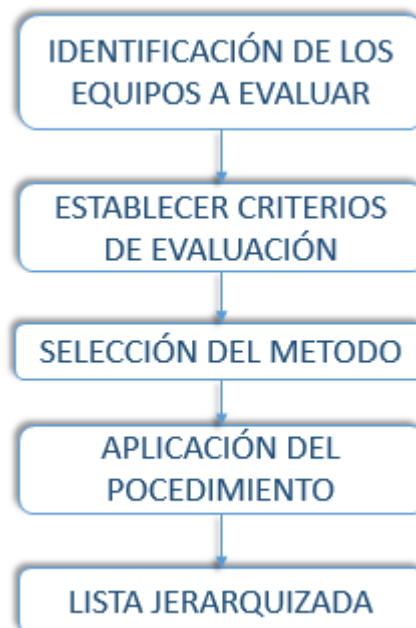 IDENTIFICACIÓN DE LOS
EQUIPOS A EVALUAR
ESTABLECER CRITERIOS
DE EVALUACIÓN
SELECCIÓN DEL METODO
APLICACIÓN DEL
POCEDIMIENTO
LISTA JERARQUIZADA